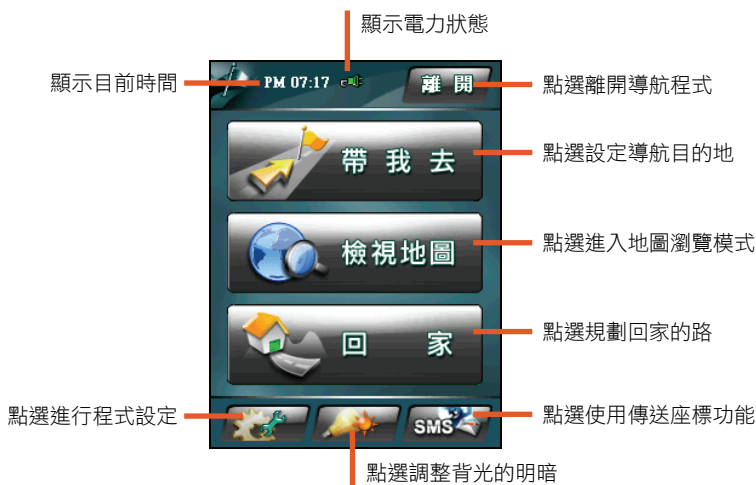 顯示電力狀態
顯示目前時間
PM 07:17
離 開
點選離開導航程式
帶 我 去
點選設定導航目的地
檢視地圖
點選進入地圖瀏覽模式
回 家
點選規劃回家的路
點選進行程式設定
SMS
點選使用傳送座標功能
點選調整背光的明暗